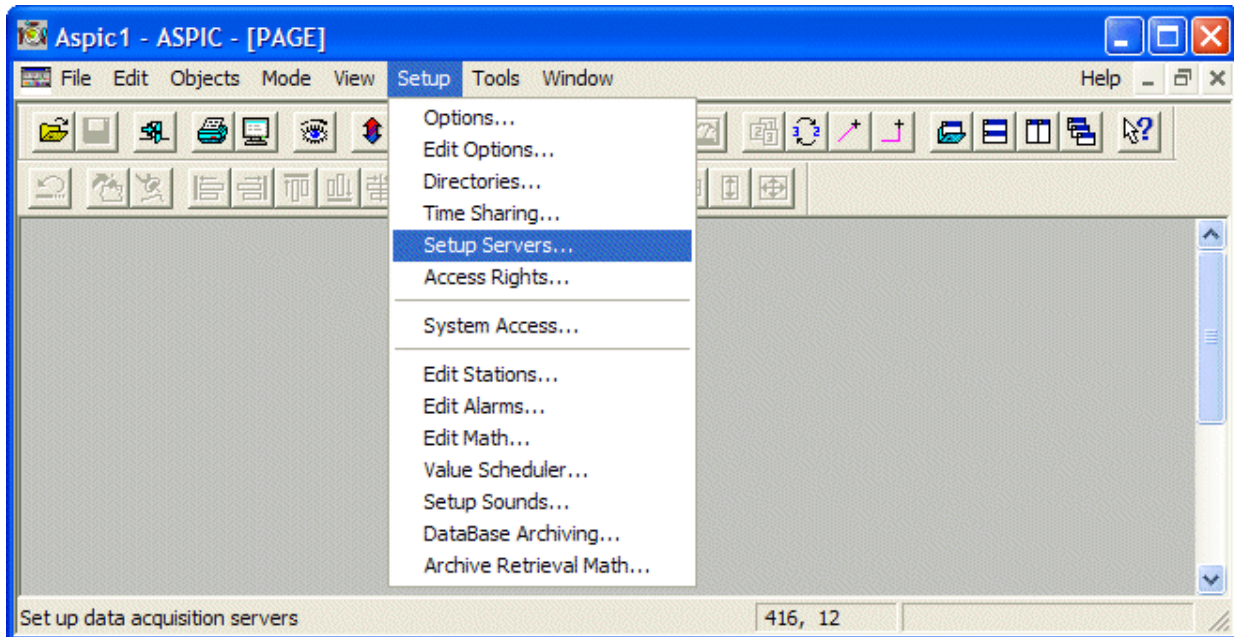 Aspic1 - ASPIC - [PAGE]
File Edit Objects Mode View Setup Tools Window Help
Options...
Edit Options...
Directories...
Time Sharing...
Setup Servers...
Access Rights...
System Access...
Edit Stations...
Edit Alarms...
Edit Math...
Value Scheduler...
Setup Sounds...
DataBase Archiving...
Archive Retrieval Math...
Set up data acquisition servers 416, 12